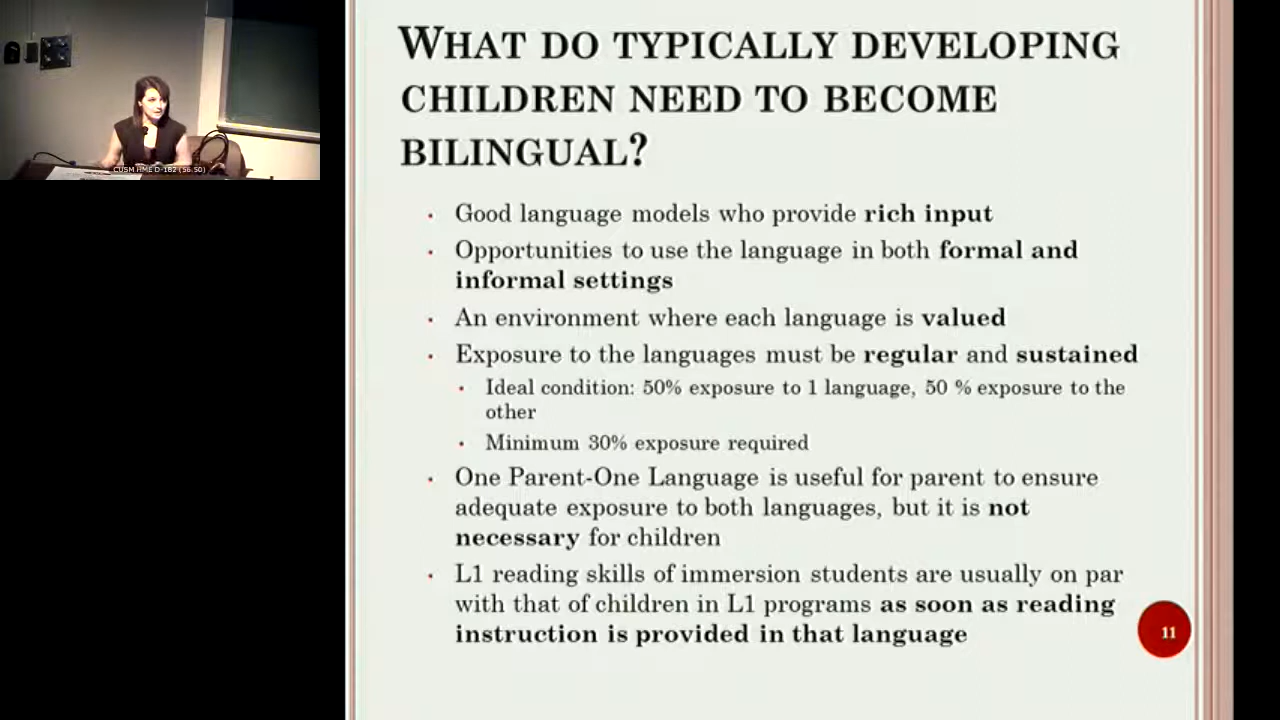 WHAT DO TYPICALLY DEVELOPING
CHILDREN NEED TO BECOME
BILINGUAL?
• Good language models who provide rich input
• Opportunities to use the language in both formal and
informal settings
• An environment where each language is valued
• Exposure to the languages must be regular and sustained
• Ideal condition: 50% exposure to 1 language, 50 % exposure to the
other
• Minimum 30% exposure required
• One Parent-One Language is useful for parent to ensure
adequate exposure to both languages, but it is not
necessary for children
• L1 reading skills of immersion students are usually on par
with that of children in L1 programs as soon as reading
instruction is provided in that language
11
CUSM HME D-182 (56.50)